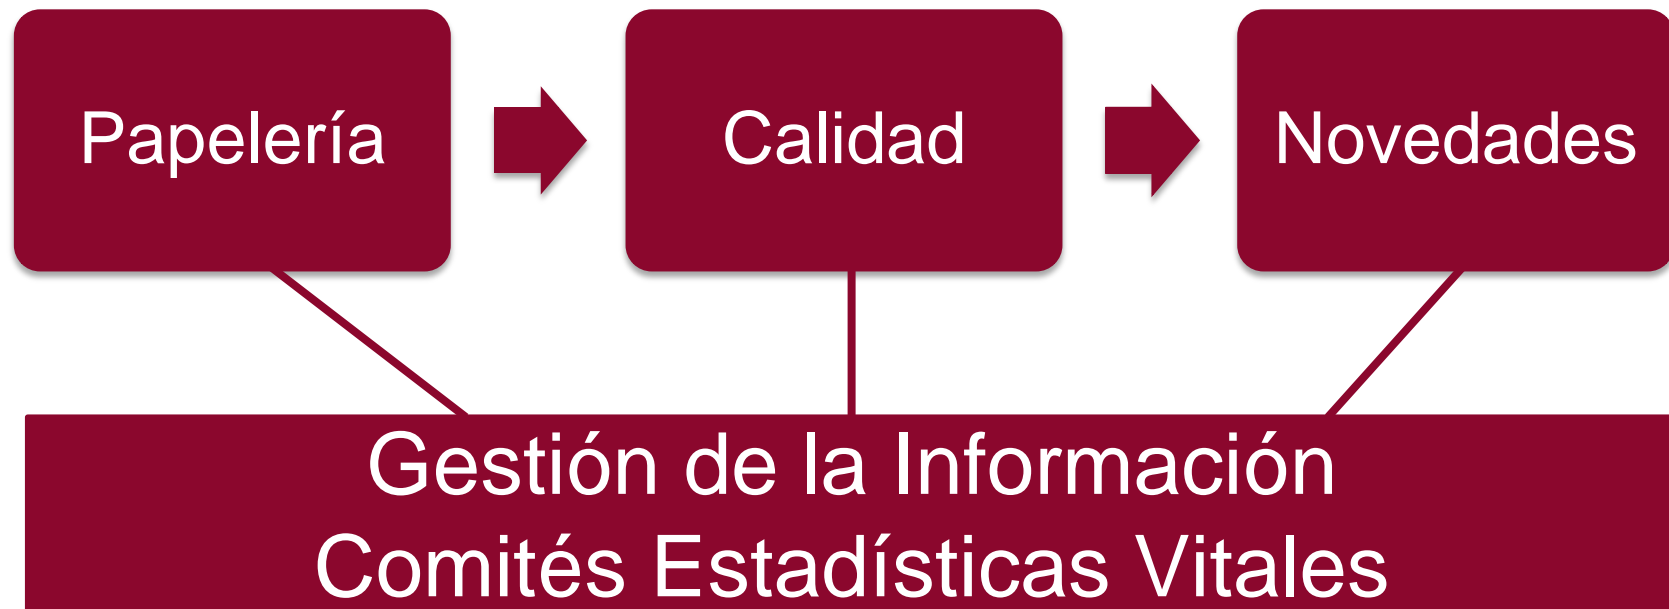 Papelería
Calidad
Novedades
Gestión de la Información
Comités Estadísticas Vitales